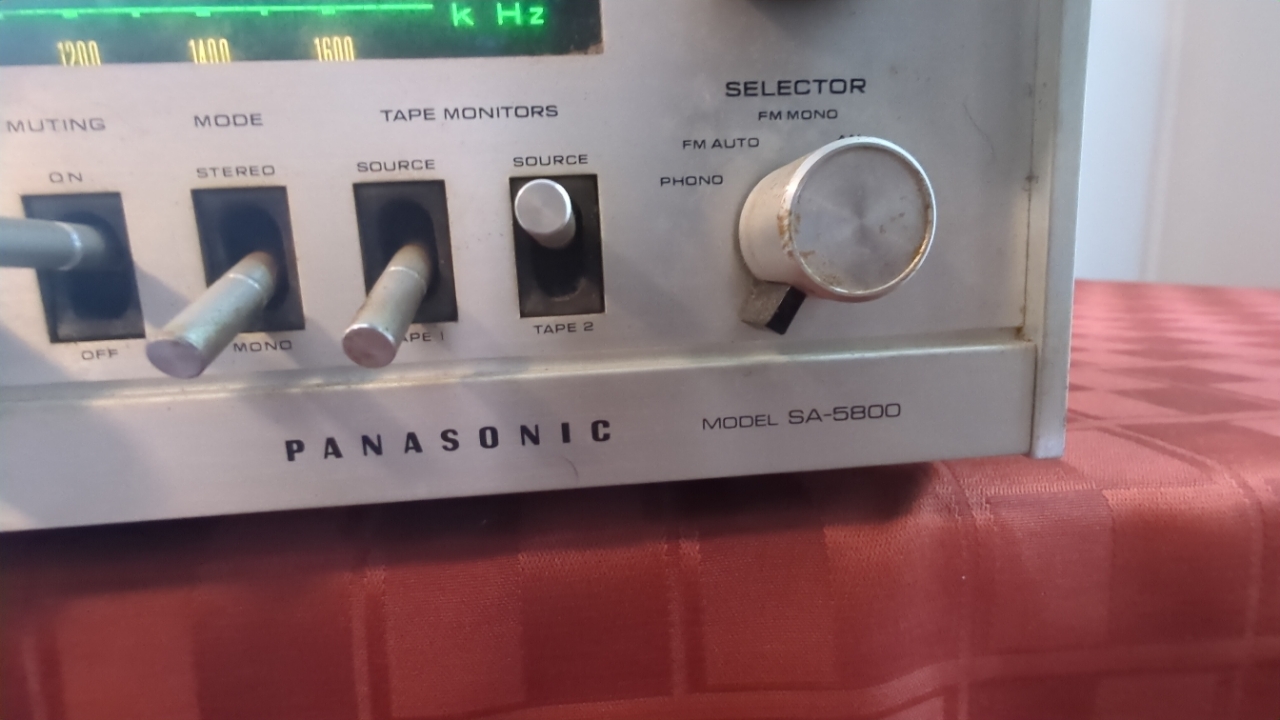 k Hz
1200 1400 1600
SELECTOR
FM MONO
MUTING MODE TAPE MONITORS
FM AUTO
ON STEREO SOURCE SOURCE
PHONO
OFF MONO TAPE 2
PANASONIC MODEL SA-5800